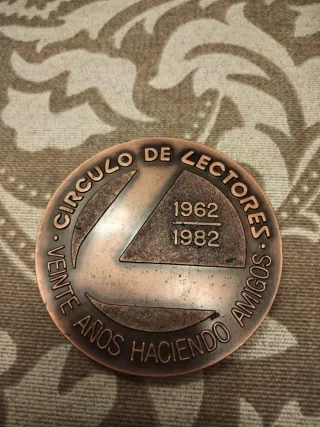 CIRCULO DE LECTORES
1962
1982
VEINTE AÑOS HACIENDO AMIGOS